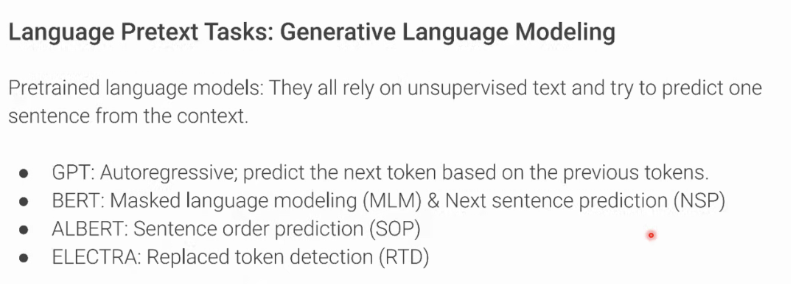 Language Pretext Tasks: Generative Language Modeling
Pretrained language models: They all rely on unsupervised text and try to predict one
sentence from the context.
● GPT: Autoregressive; predict the next token based on the previous tokens.
● BERT: Masked language modeling (MLM) & Next sentence prediction (NSP)
● ALBERT: Sentence order prediction (SOP)
● ELECTRA: Replaced token detection (RTD)